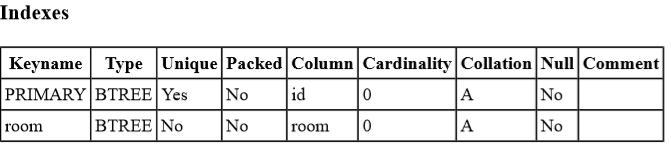 Indexes
Keyname Type Unique Packed Column Cardinality Collation Null Comment
PRIMARY BTREE Yes No id 0 A No
room BTREE No No room 0 A No